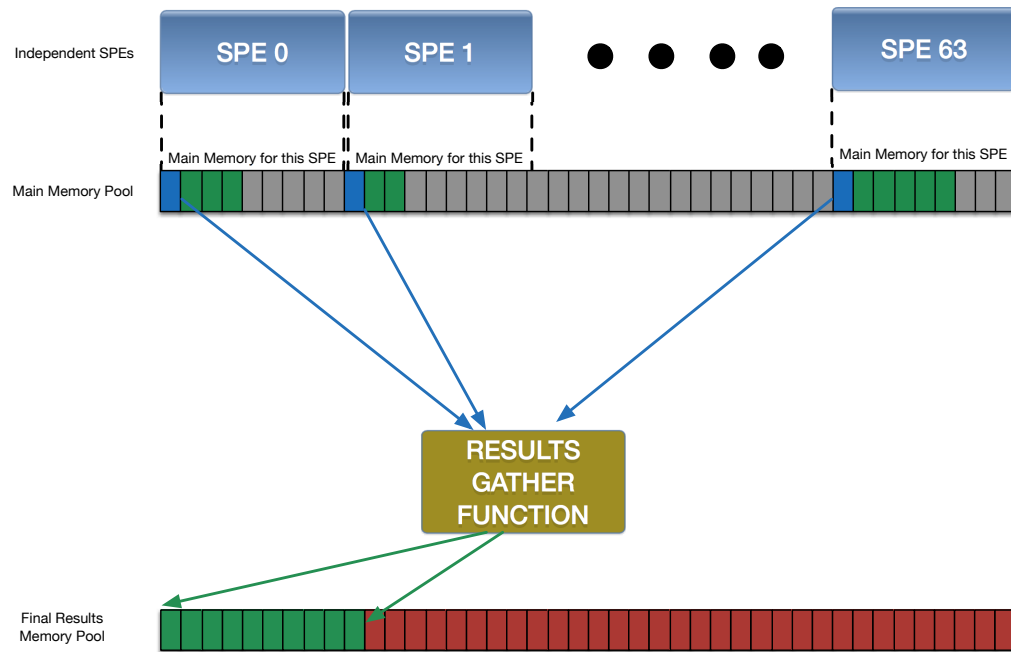 Independent SPEs
SPE 0
SPE 1
SPE 63
Main Memory for this SPE
Main Memory for this SPE
Main Memory for this SPE
Main Memory Pool
RESULTS
GATHER
FUNCTION
Final Results
Memory Pool